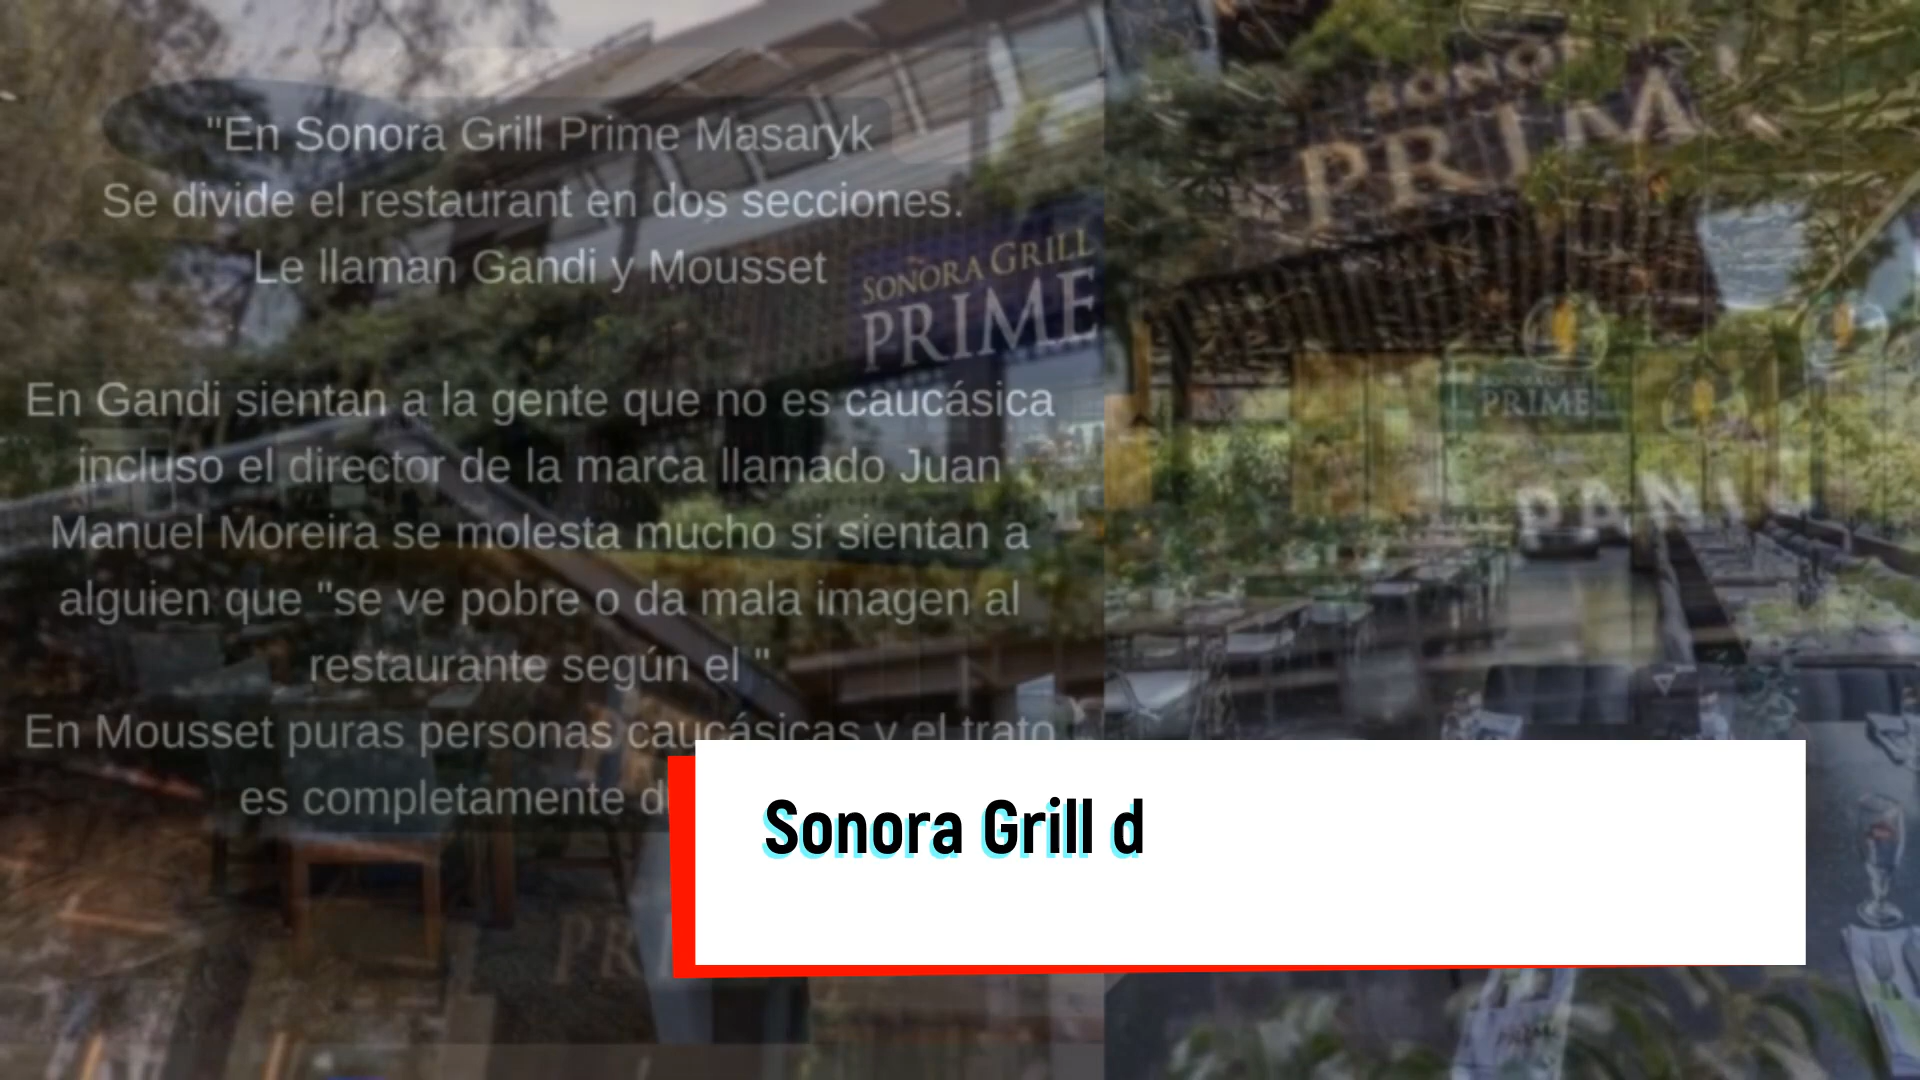 "En Sonora Grill Prime Masaryk
Se divide el restaurant en dos secciones.
Le llaman Gandi y Mousset
En Gandi sientan a la gente que no es caucásica
incluso el director de la marca llamado Juan
Manuel Moreira se molesta mucho si sientan a
alguien que "se ve pobre o da mala imagen al
restaurante según el "
En Mousset puras personas caucásicas y el trato
es completamente
SONORA GRILL
PRIME
PRIME
Sonora Grill d